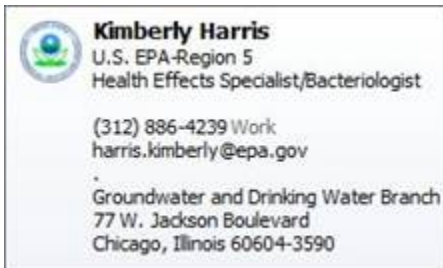 Kimberly Harris
U.S. EPA-Region 5
Health Effects Specialist/Bacteriologist
(312) 886-4239 Work
harris.kimberly@epa.gov
.
Groundwater and Drinking Water Branch
77 W. Jackson Boulevard
Chicago, Illinois 60604-3590